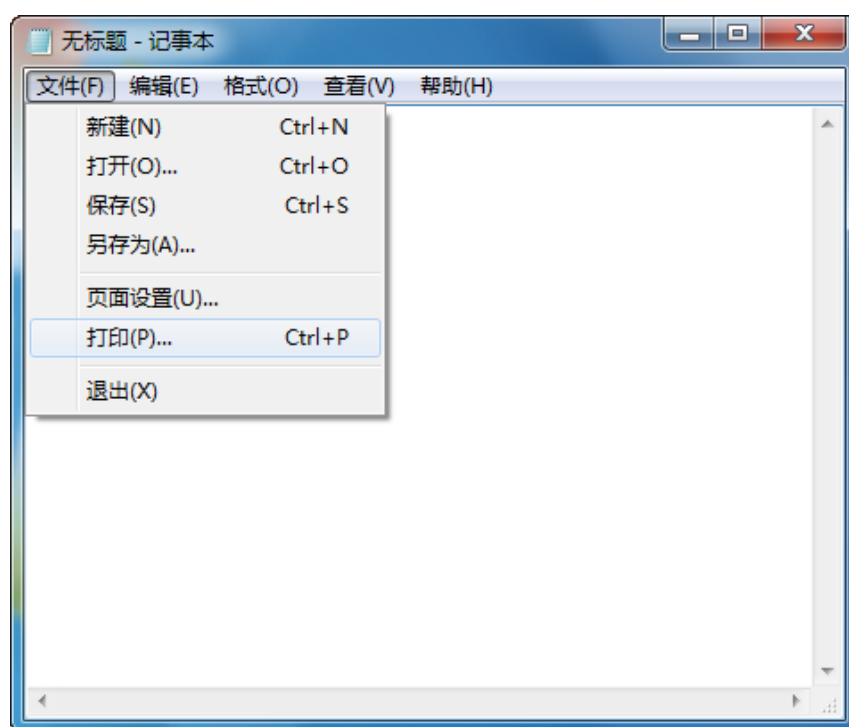 无标题 - 记事本
文件(F) 编辑(E) 格式(O) 查看(V) 帮助(H)
新建(N) Ctrl+N
打开(O)... Ctrl+O
保存(S) Ctrl+S
另存为(A)...
页面设置(U)...
打印(P)... Ctrl+P
退出(X)